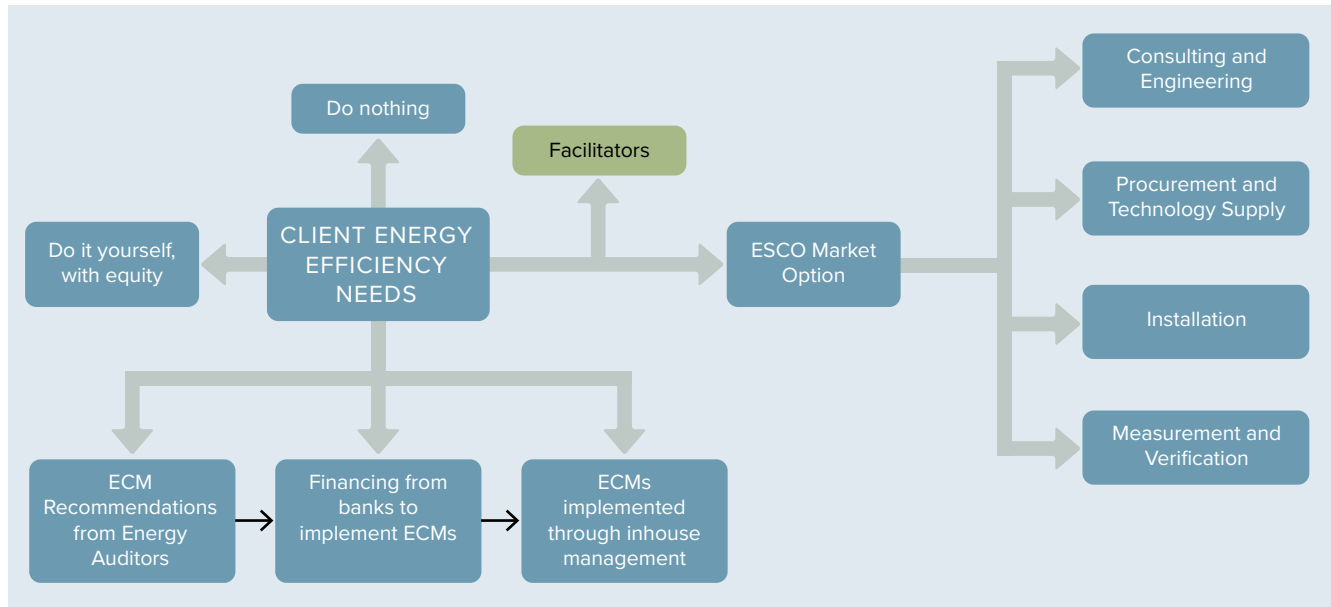 Do nothing
Facilitators
Do it yourself,
with equity
CLIENT ENERGY
EFFICIENCY
NEEDS
ESCO Market
Option
Consulting and
Engineering
Procurement and
Technology Supply
Installation
Measurement and
Verification
ECM
Recommendations
from Energy
Auditors
Financing from
banks to
implement ECMs
ECMs
implemented
through inhouse
management